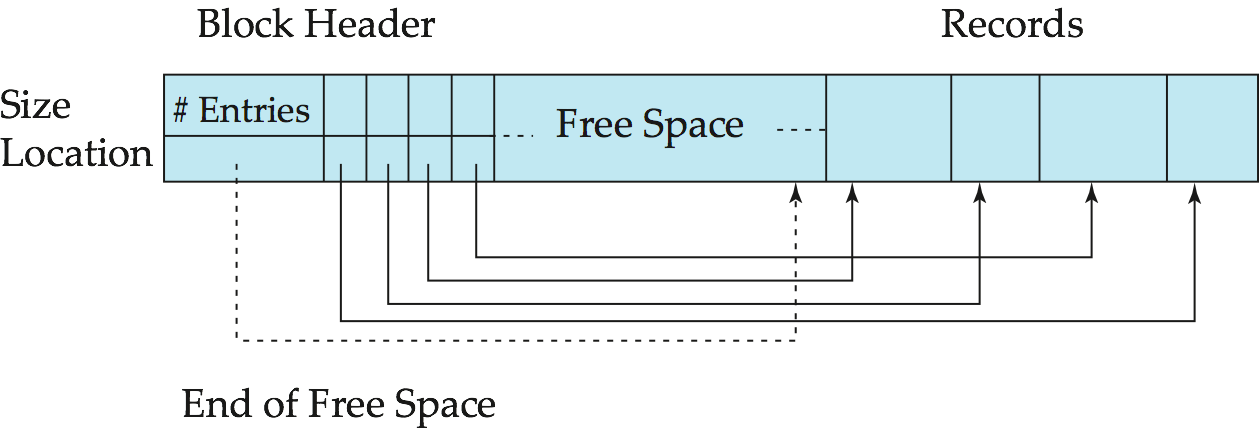 Block Header
Records
Size
# Entries
Free Space
Location
End of Free Space